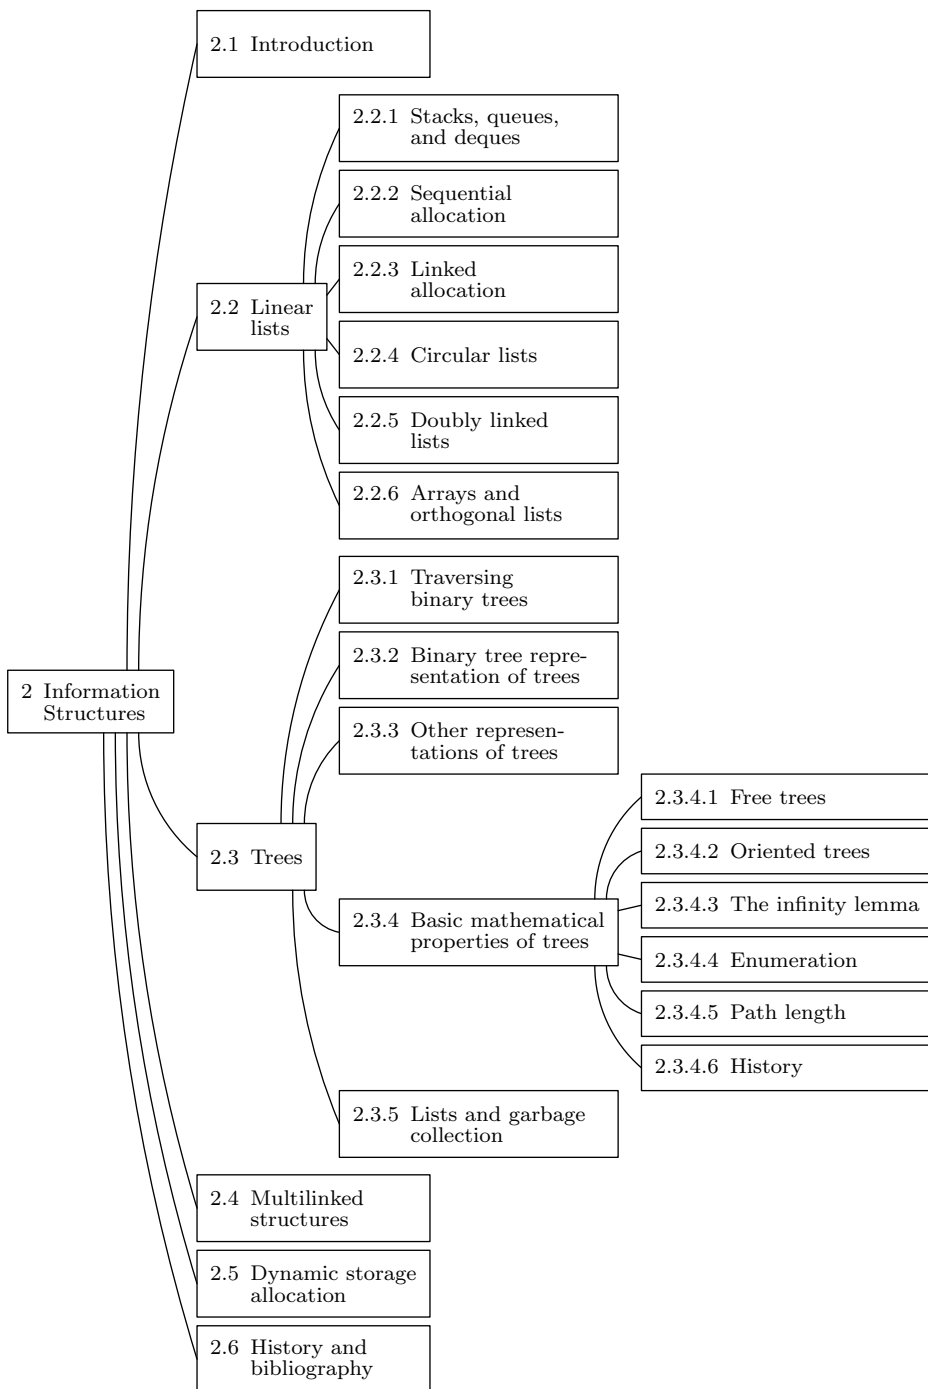 2.1 Introduction
2.2.1 Stacks, queues,
and deques
2.2.2 Sequential
allocation
2.2.3 Linked
allocation
2.2 Linear
lists
2.2.4 Circular lists
2.2.5 Doubly linked
lists
2.2.6 Arrays and
orthogonal lists
2.3.1 Traversing
binary trees
2.3.2 Binary tree repre-
sentation of trees
2 Information
Structures
2.3.3 Other represen-
tations of trees
2.3.4.1 Free trees
2.3 Trees
2.3.4.2 Oriented trees
2.3.4.3 The infinity lemma
2.3.4 Basic mathematical
properties of trees
2.3.4.4 Enumeration
2.3.4.5 Path length
2.3.4.6 History
2.3.5 Lists and garbage
collection
2.4 Multilinked
structures
2.5 Dynamic storage
allocation
2.6 History and
bibliography